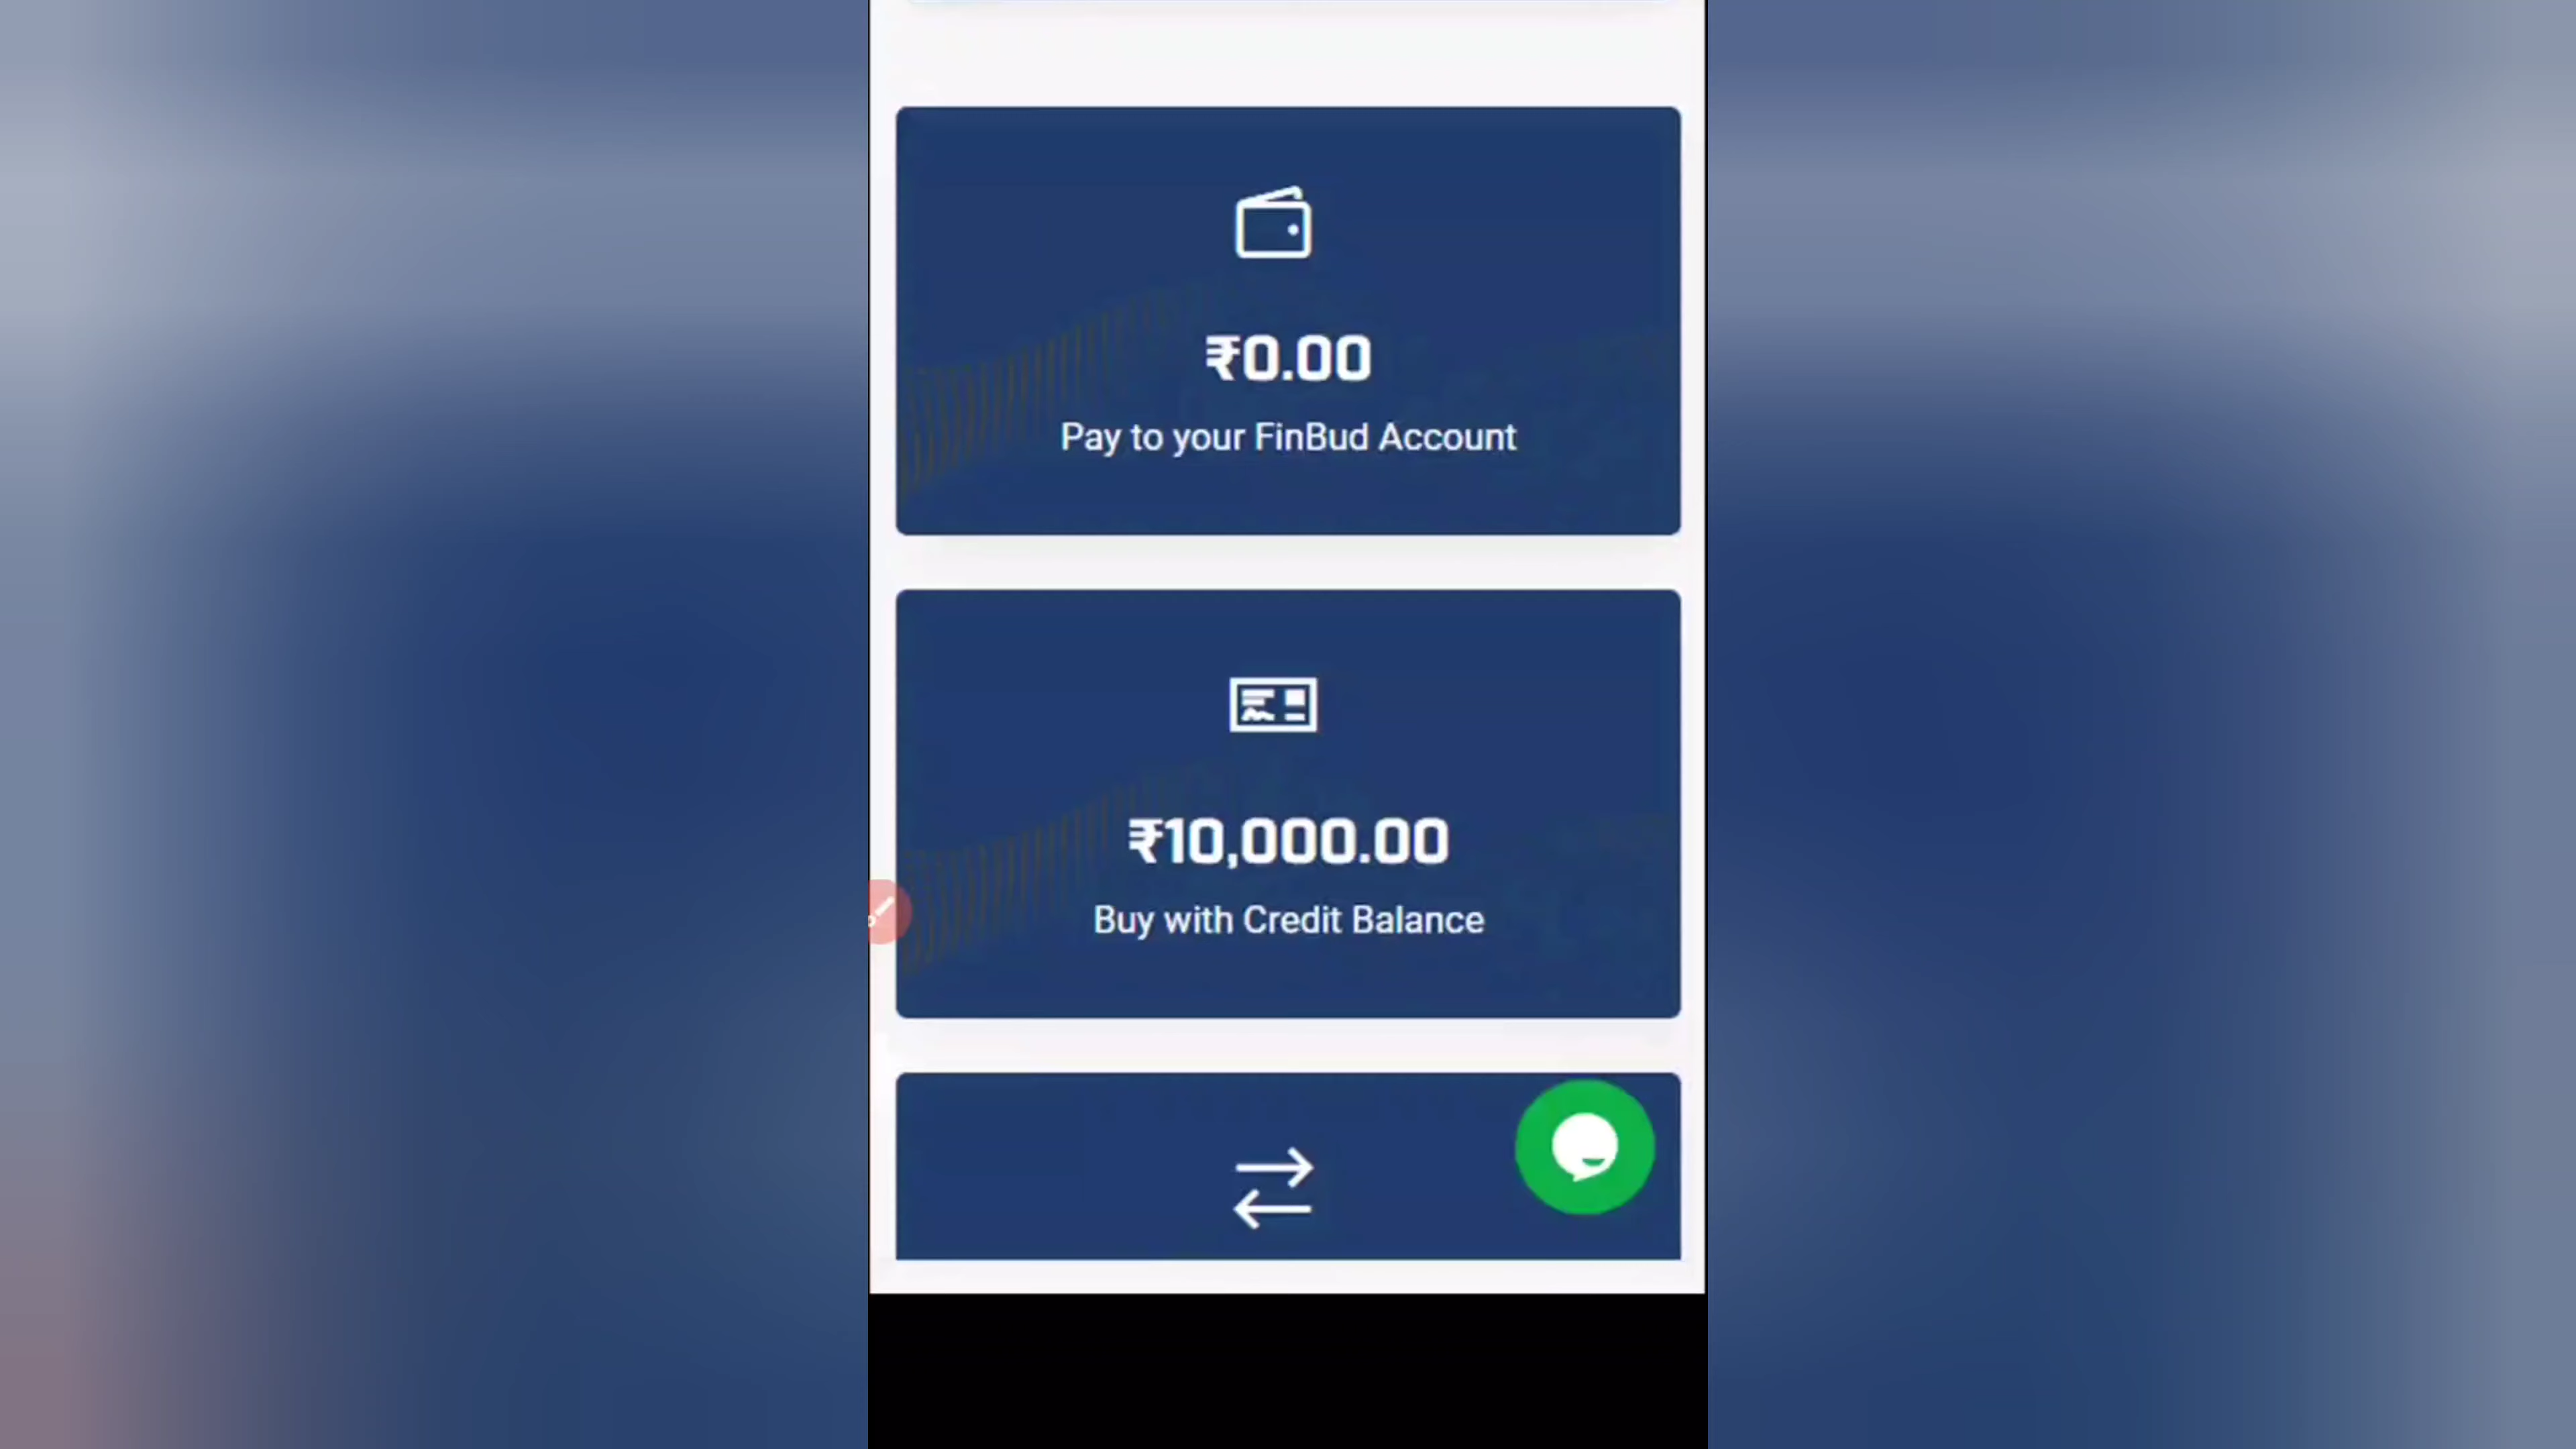 ₹0.00
Pay to your FinBud Account
₹10,000.00
Buy with Credit Balance